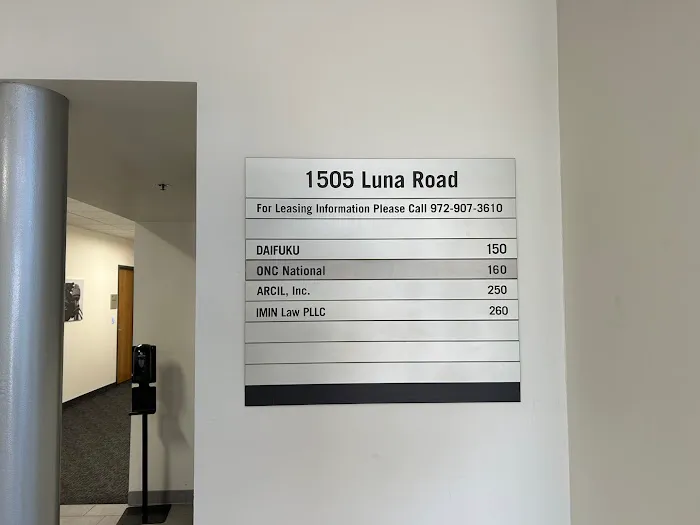 1505 Luna Road
For Leasing Information Please Call 972-907-3610
DAIFUKU 150
ONC National 160
ARCIL, Inc. 250
IMIN Law PLLC 260